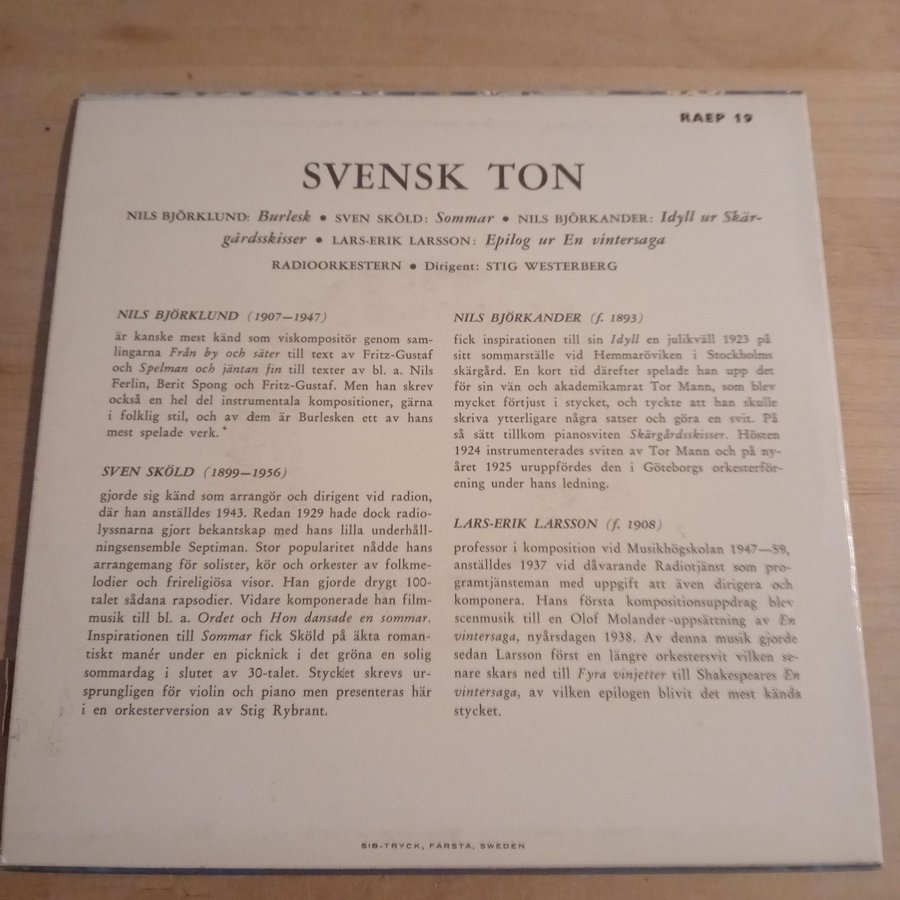 RAEP 19
SVENSK TON
NILS BJÖRKLUND: Burlesk • SVEN SKÖLD: Sommar • NILS BJÖRKANDER: Idyll ur Skär-
gårdsskisser • LARS-ERIK LARSSON: Epilog ur En vintersaga
RADIOORKESTERN • Dirigent: STIG WESTERBERG
NILS BJÖRKLUND (1907—1947)
är kanske mest känd som viskompositör genom sam-
lingarna Från by och säter till text av Fritz-Gustaf
och Spelman och jäntan fin till texter av bl. a. Nils
Ferlin, Berit Spong och Fritz-Gustaf. Men han skrev
också en hel del instrumentala kompositioner, gärna
i folklig stil, och av dem är Burlesken ett av hans
mest spelade verk.
SVEN SKÖLD (1899—1956)
gjorde sig känd som arrangör och dirigent vid radion,
där han anställdes 1943. Redan 1929 hade dock radio-
lyssnarna gjort bekantskap med hans lilla underhåll-
ningsensemble Septiman. Stor popularitet nådde hans
arrangemang för solister, kör och orkester av folkme-
lodier och frireligiösa visor. Han gjorde drygt 100-
talet sådana rapsodier. Vidare komponerade han film-
musik till bl. a. Ordet och Hon dansade en sommar.
Inspirationen till Sommar fick Sköld på äkta roman-
tiskt manér under en picknick i det gröna en solig
sommardag i slutet av 30-talet. Stycket skrevs ur-
sprungligen för violin och piano men presenteras här
i en orkesterversion av Stig Rybrant.
NILS BJÖRKANDER (f. 1893)
fick inspirationen till sin Idyll en julikväll 1923 på
sitt sommarställe vid Hemmaröviken i Stockholms
skärgård. En kort tid därefter spelade han upp det
för sin vän och akademikamrat Tor Mann, som blev
mycket förtjust i stycket, och tyckte att han skulle
skriva ytterligare några satser och göra en svit. På
så sätt tillkom pianosviten Skärgårdsskisser. Hösten
1924 instrumenterades sviten av Tor Mann och på ny-
året 1925 uruppfördes den i Göteborgs orkesterför-
ening under hans ledning.
LARS-ERIK LARSSON (f. 1908)
professor i komposition vid Musikhögskolan 1947—59,
anställdes 1937 vid dåvarande Radiotjänst som pro-
gramtjänsteman med uppgift att även dirigera och
komponera. Hans första kompositionsuppdrag blev
scenmusik till en Olof Molander-uppsättning av En
vintersaga, nyårsdagen 1938. Av denna musik gjorde
sedan Larsson först en längre orkestersvit vilken se-
nare skars ned till Fyra vinjetter till Shakespeares En
vintersaga, av vilken epilogen blivit det mest kända
stycket.
SIB-TRYCK, FARSTA, SWEDEN